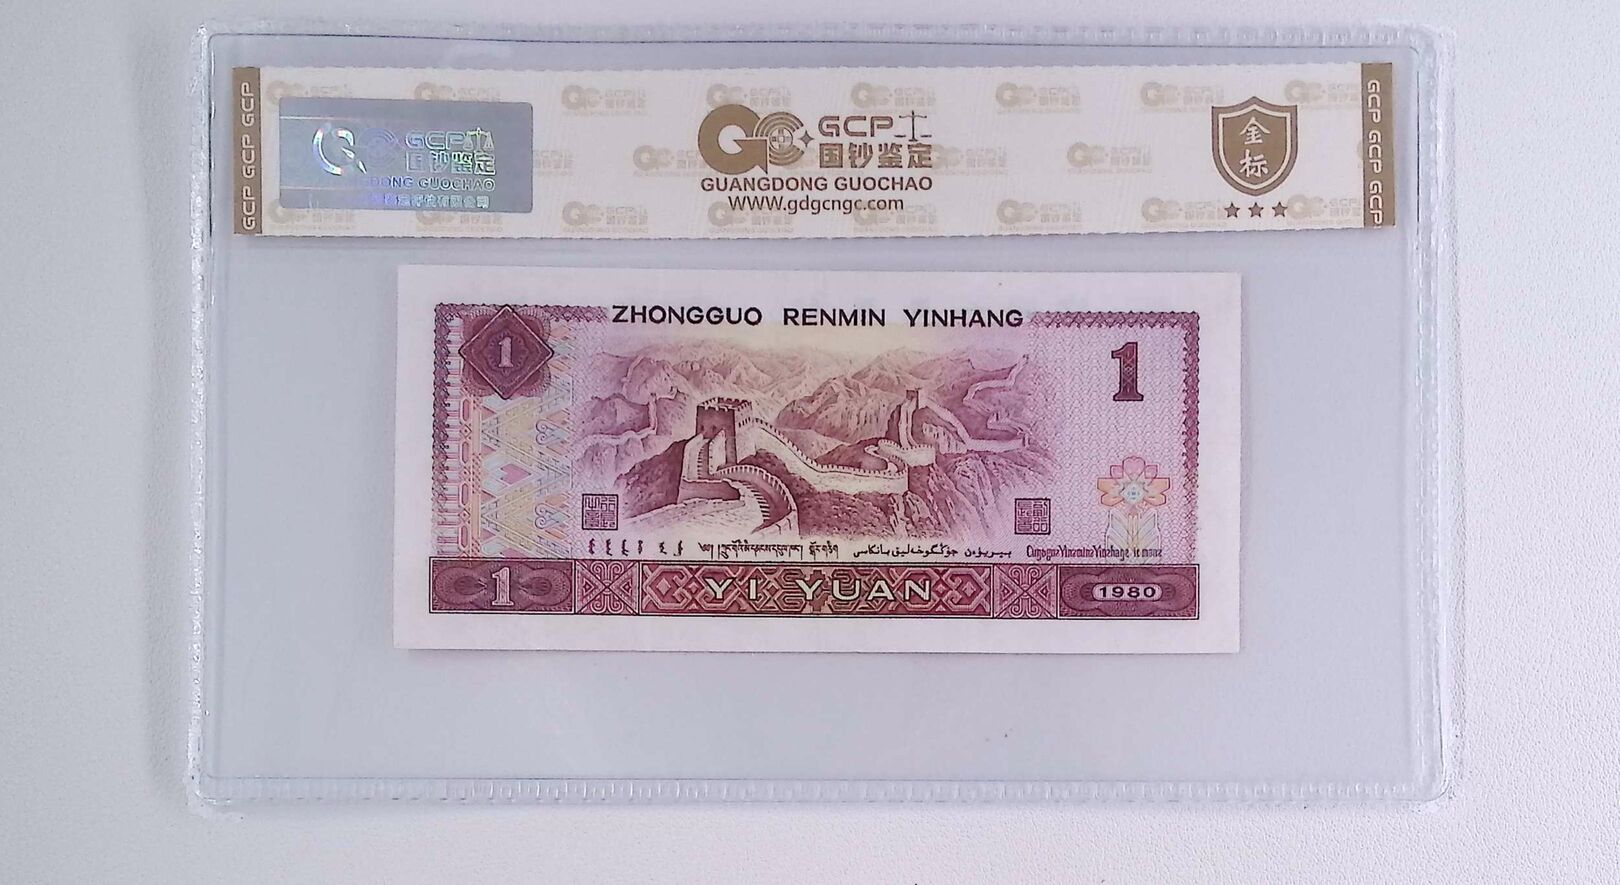 GCP GCP GCP
GCP
国钞鉴定
DONG GUOCHAO
GCP
国钞鉴定
GUANGDONG GUOCHAO
WWW.gdgcngc.com
金
标
GCP GCP GCP
ZHONGGUO RENMIN YINHANG
1
1
1
YI YUAN
1980